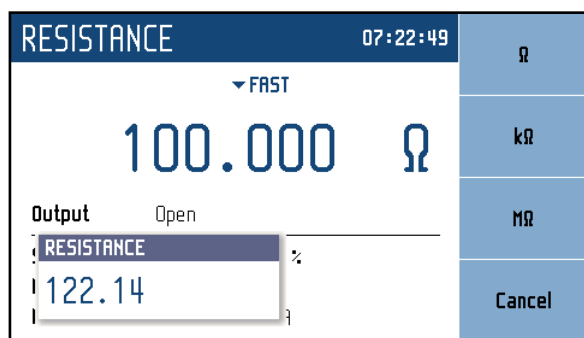 RESISTANCE 07:22:49
▾FAST
100.000 Ω
Output Open
%
RESISTANCE
122.14
Ω
kΩ
MΩ
Cancel